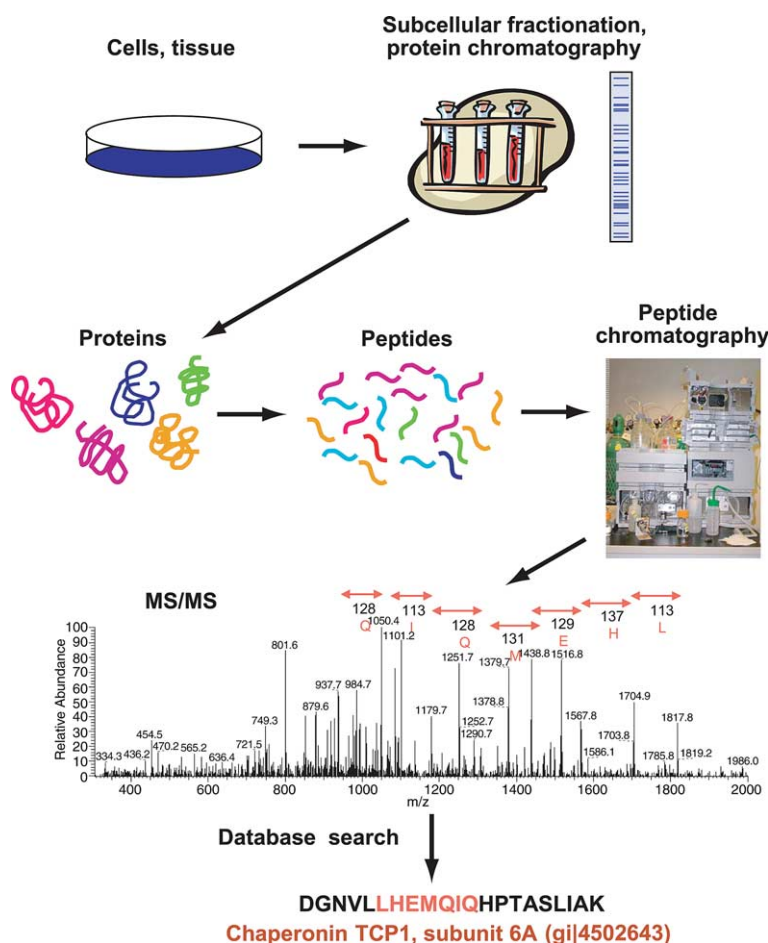 Cells, tissue
Subcellular fractionation,
protein chromatography
Proteins
Peptides
Peptide
chromatography
MS/MS
128
113
128
131
129
137
113
Q
I
Q
M
E
H
L
Relative Abundance
100
90
80
70
60
50
40
30
20
10
0
334.3
436.2
454.5
470.2
565.2
636.4
721.5
749.3
801.6
879.6
937.7
984.7
1050.4
1101.2
1179.7
1251.7
1252.7
1290.7
1379.7
1378.8
1438.8
1516.8
1567.8
1586.1
1703.8
1704.9
1785.8
1817.8
1819.2
1986.0
400
600
800
1000
1200
1400
1600
1800
2000
m/z
Database search
DGNVLLHEMQIQHPTASLIAK
Chaperonin TCP1, subunit 6A (gi|4502643)